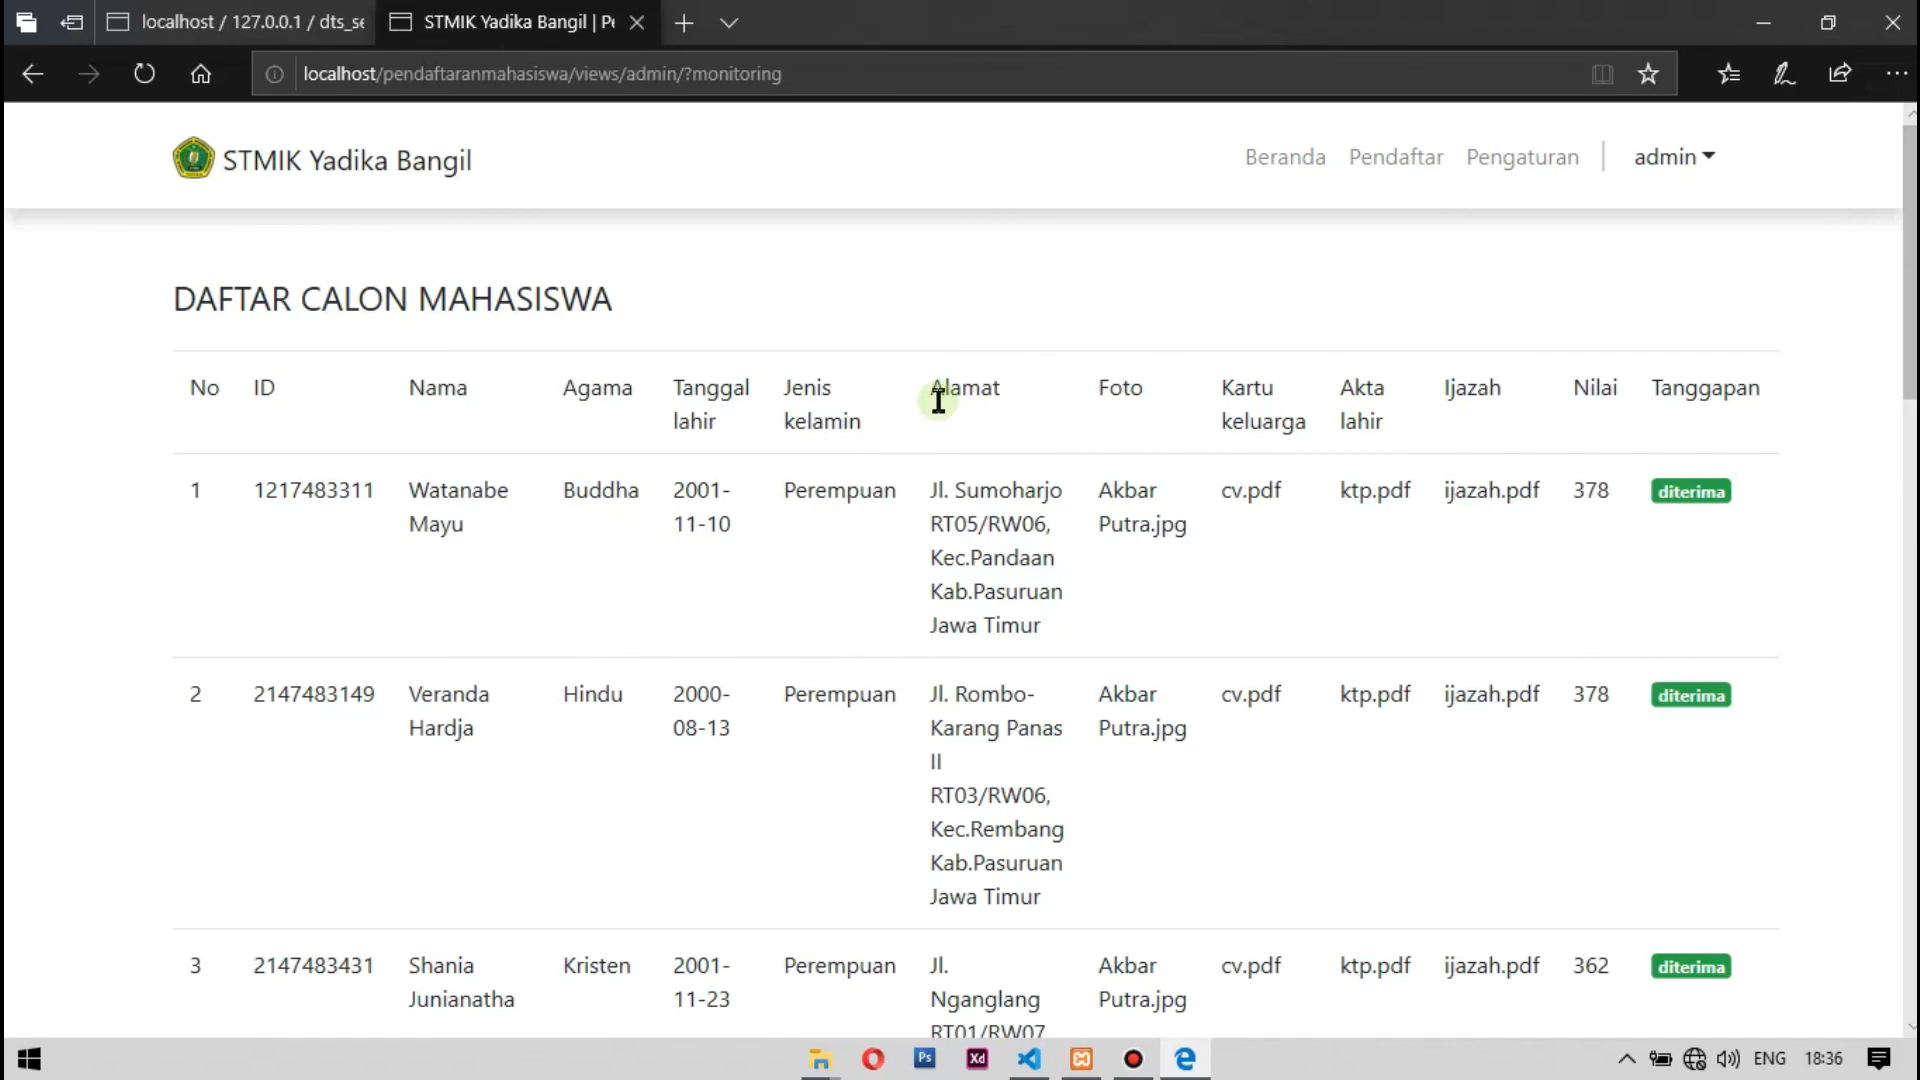 localhost / 127.0.0.1 / dts_se
STMIK Yadika Bangil | Pe
localhost/pendaftaranmahasiswa/views/admin/?monitoring
STMIK Yadika Bangil
Beranda Pendaftar Pengaturan admin
DAFTAR CALON MAHASISWA
No ID Nama Agama Tanggal Jenis Alamat Foto Kartu Akta Ijazah Nilai Tanggapan
lahir kelamin keluarga lahir
1 1217483311 Watanabe Buddha 2001- Perempuan Jl. Sumoharjo Akbar cv.pdf ktp.pdf ijazah.pdf 378 diterima
Mayu 11-10 RT05/RW06, Putra.jpg
Kec.Pandaan
Kab.Pasuruan
Jawa Timur
2 2147483149 Veranda Hindu 2000- Perempuan Jl. Rombo- Akbar cv.pdf ktp.pdf ijazah.pdf 378 diterima
Hardja 08-13 Karang Panas Putra.jpg
II
RT03/RW06,
Kec.Rembang
Kab.Pasuruan
Jawa Timur
3 2147483431 Shania Kristen 2001- Perempuan Jl. Akbar cv.pdf ktp.pdf ijazah.pdf 362 diterima
Junianatha 11-23 Nganglang Putra.jpg
RT01/RW07
Ps Xd ENG 18:36